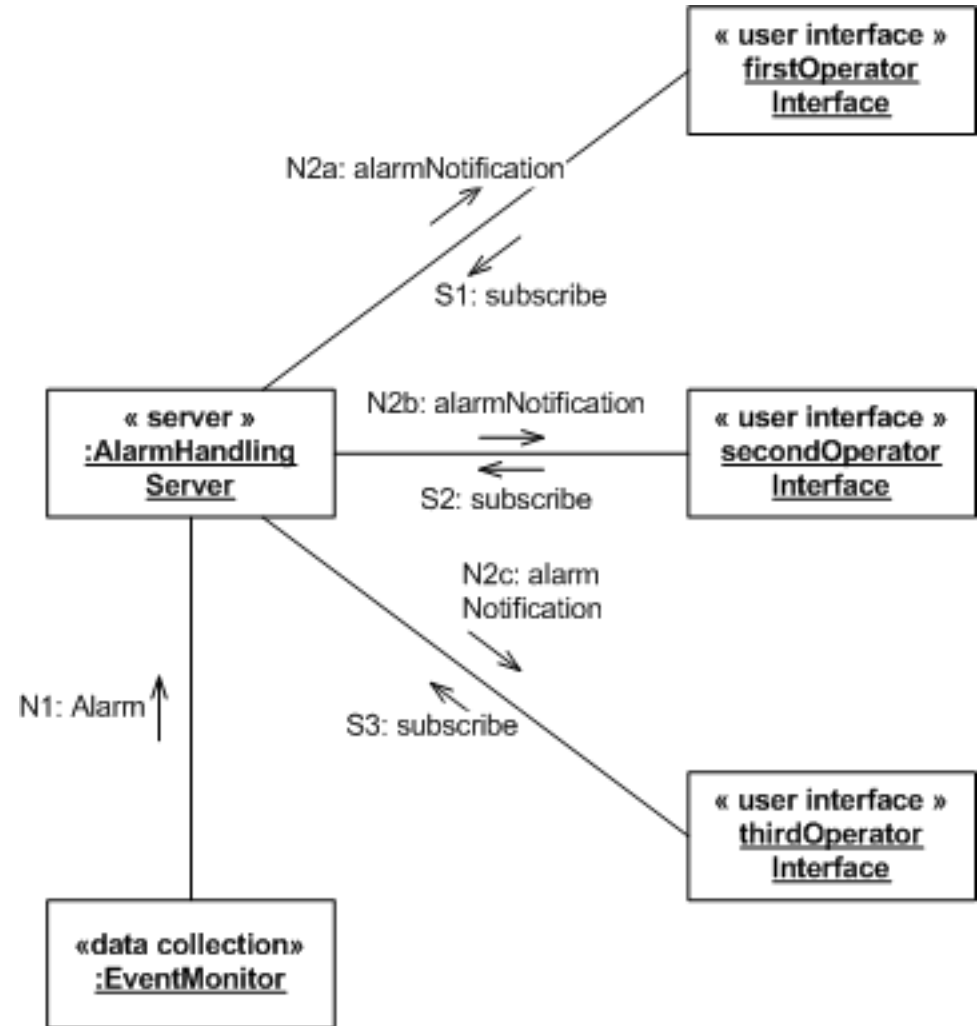 « user interface »
firstOperator
Interface
N2a: alarmNotification
S1: subscribe
« server »
:AlarmHandling
Server
N2b: alarmNotification
S2: subscribe
« user interface »
secondOperator
Interface
N2c: alarm
Notification
N1: Alarm
S3: subscribe
« user interface »
thirdOperator
Interface
«data collection»
:EventMonitor